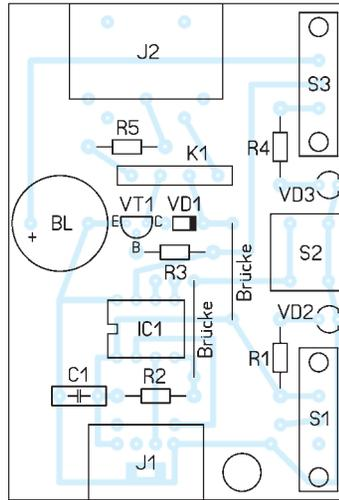 J2
S3
R5
R4
K1
VT1 VD1
VD3
E C
BL
+
B
S2
R3
Brücke
VD2
IC1
Brücke
R1
C1 R2
S1
J1